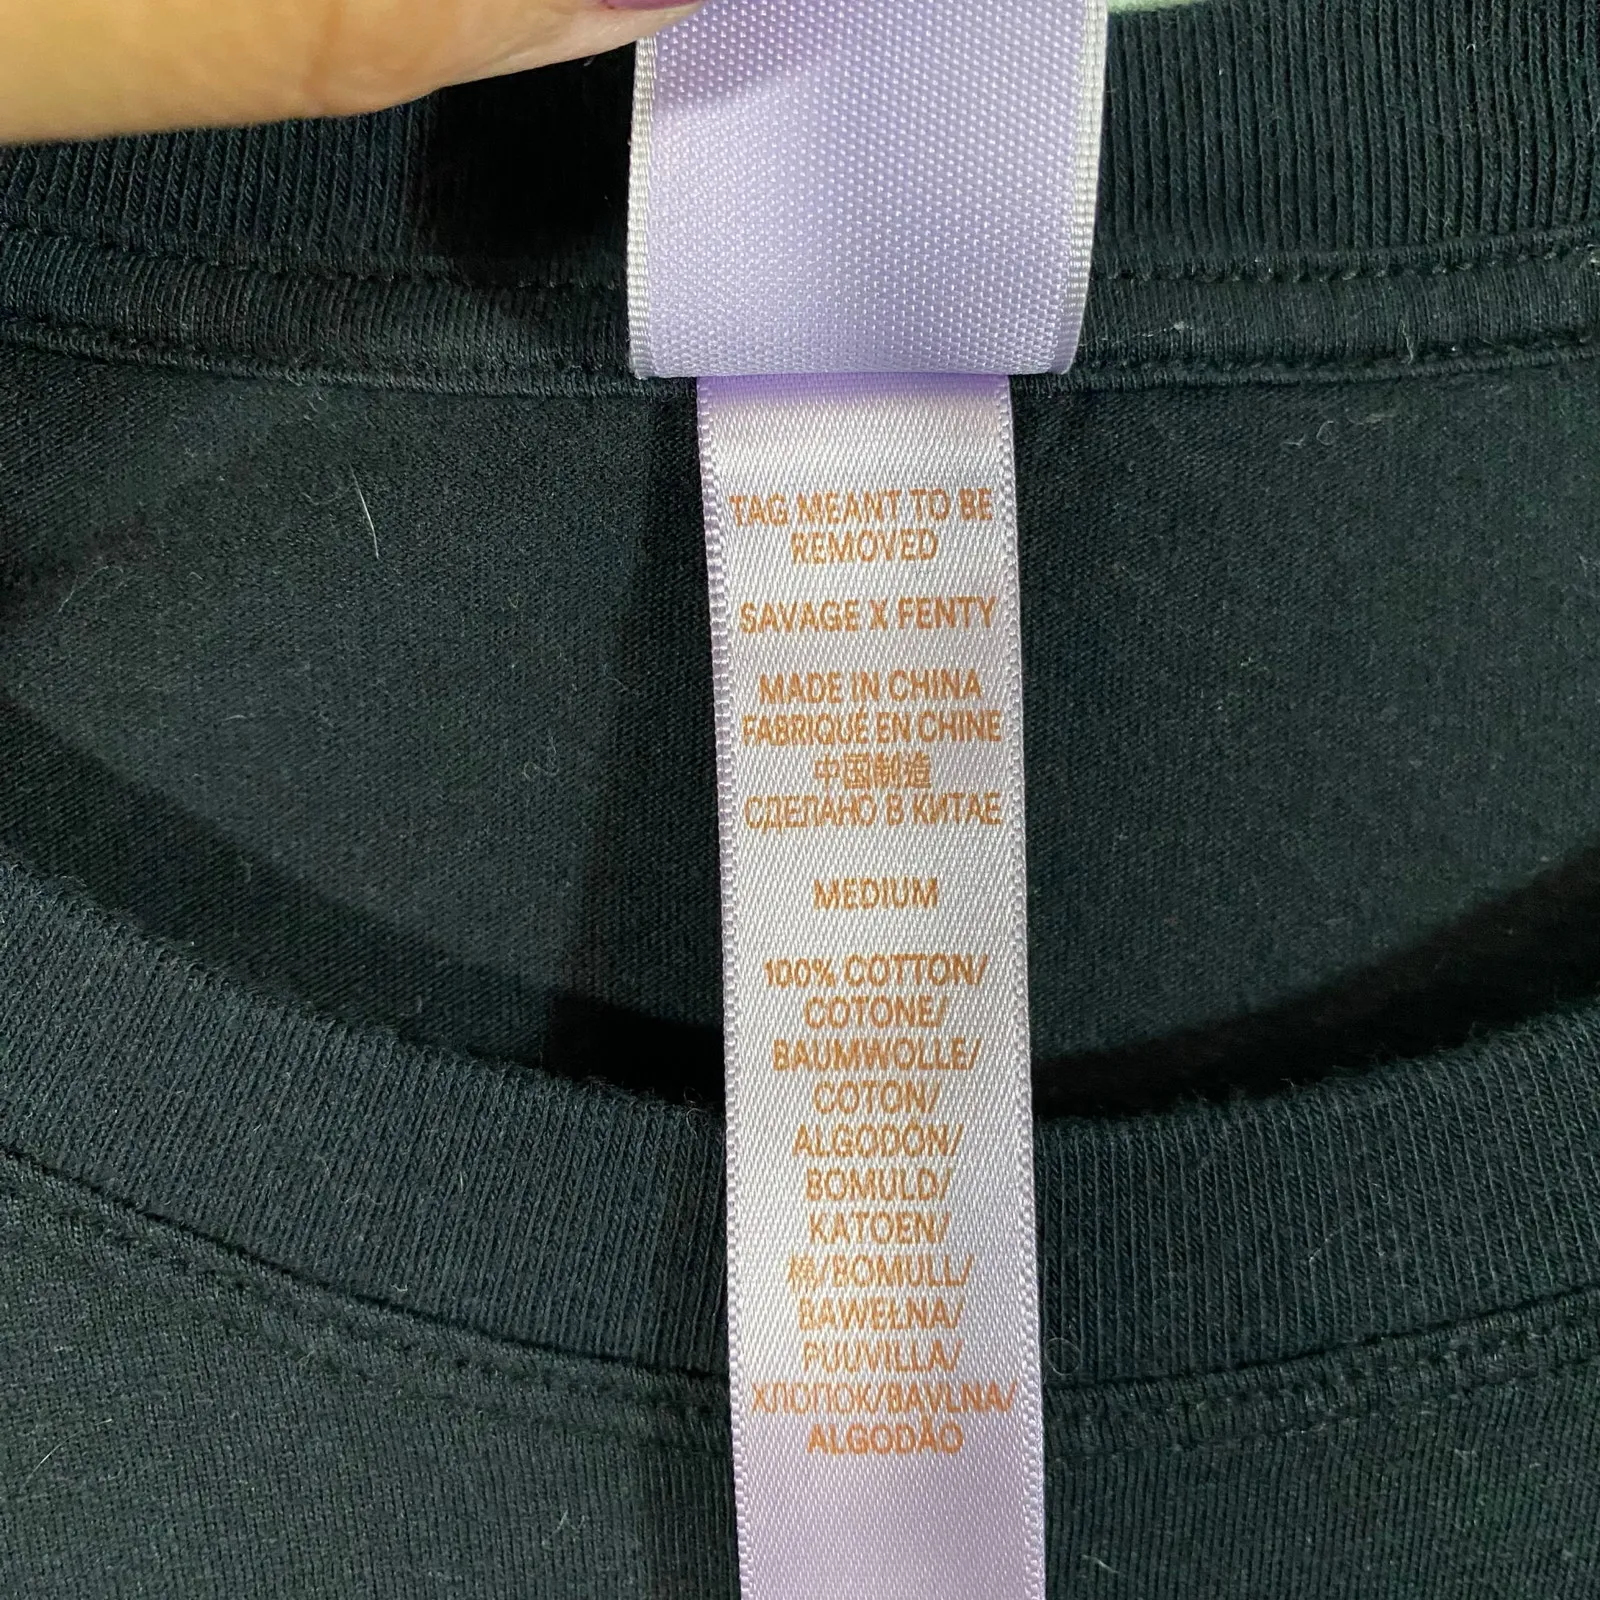 TAG MEANT TO BE
REMOVED
SAVAGE X FENTY
MADE IN CHINA
FABRIQUÉ EN CHINE
中国制造
СДЕЛАНО В КИТАЕ
MEDIUM
100% COTTON/
COTONE/
BAUMWOLLE/
COTON/
ALGODÓN/
BOMULD/
KATOEN/
棉/BOMULL/
BAWEŁNA/
PUUVILLA/
ХЛОПОК/BAVLNA/
ALGODÃO